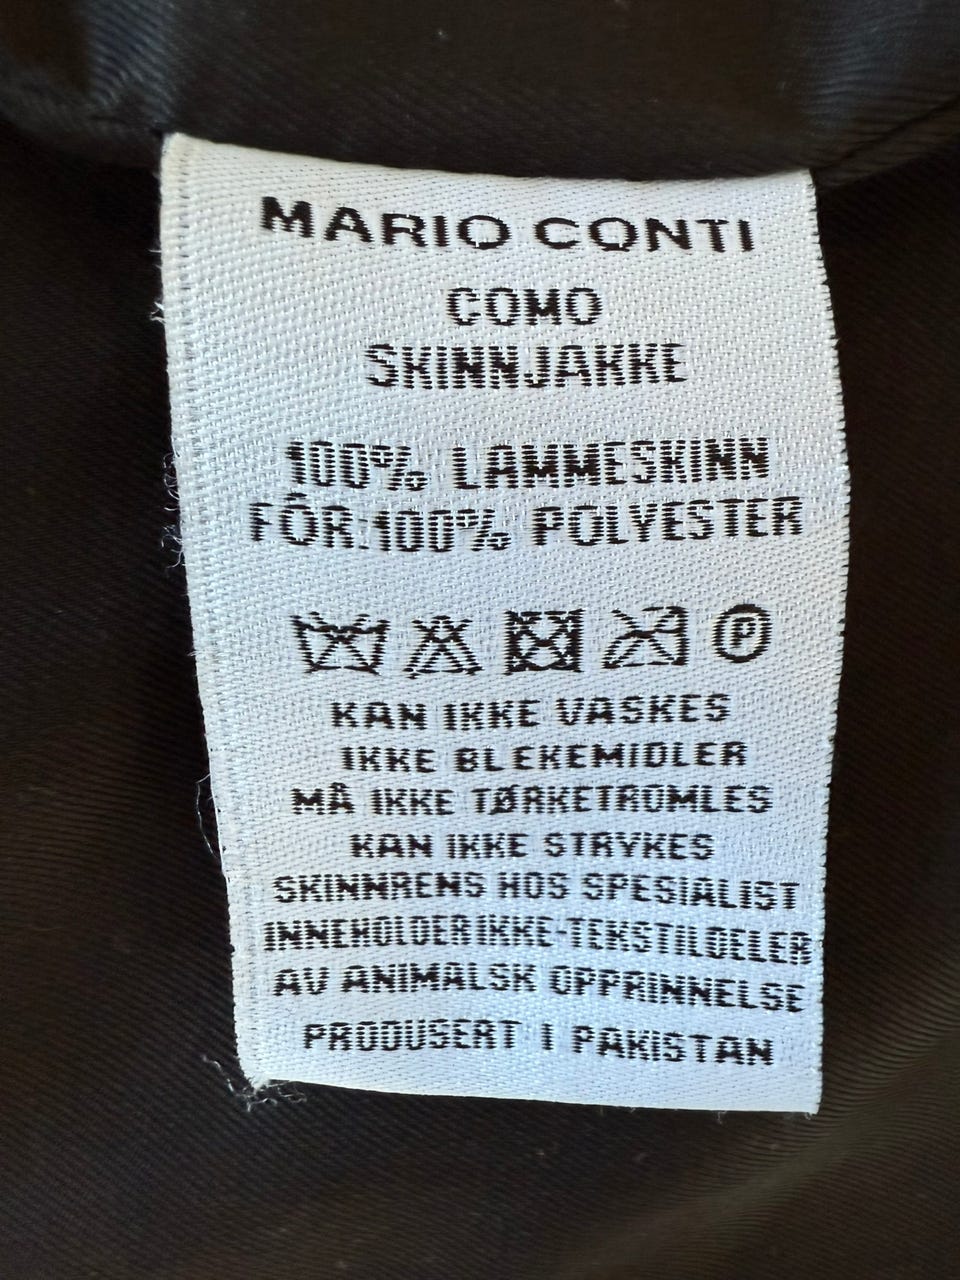 MARIO CONTI
COMO
SKINNJAKKE
100% LAMMESKINN
FÔR:100% POLYESTER
P
KAN IKKE VASKES
IKKE BLEKEMIDLER
MÅ IKKE TØRKETROMLES
KAN IKKE STRYKES
SKINNRENS HOS SPESIALIST
INNEHOLDER IKKE-TEKSTILDELER
AV ANIMALSK OPPRINNELSE
PRODUSERT I PAKISTAN